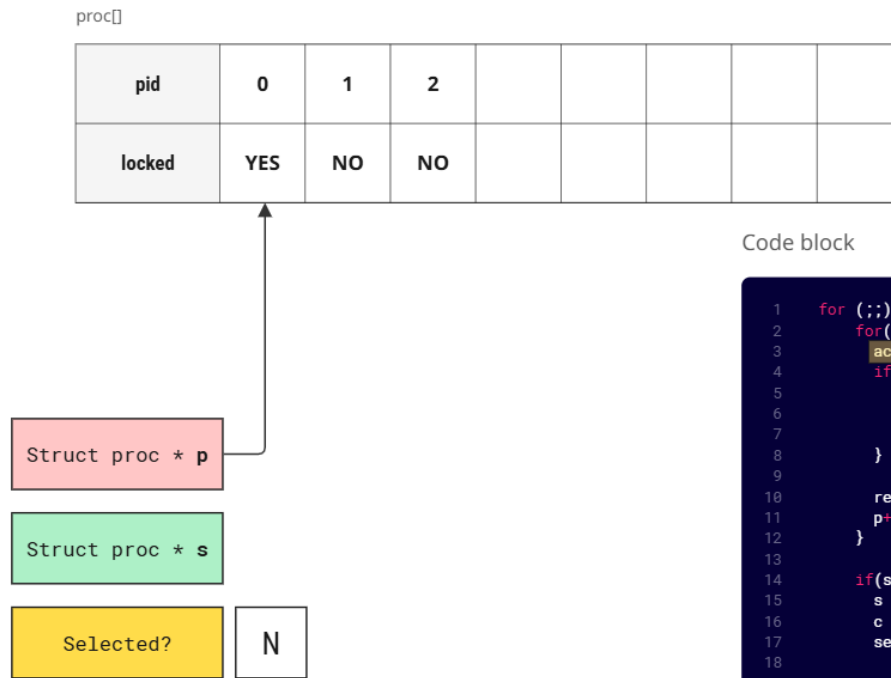 proc[]
pid 0 1 2
locked YES NO NO
Code block
1 for (;;)
2 for(
3 ac
4 if
5
6
7
8 }
9
10 re
11 p+
12 }
13
14 if(s
15 s
16 c
17 se
18
Struct proc * p
Struct proc * s
Selected? N